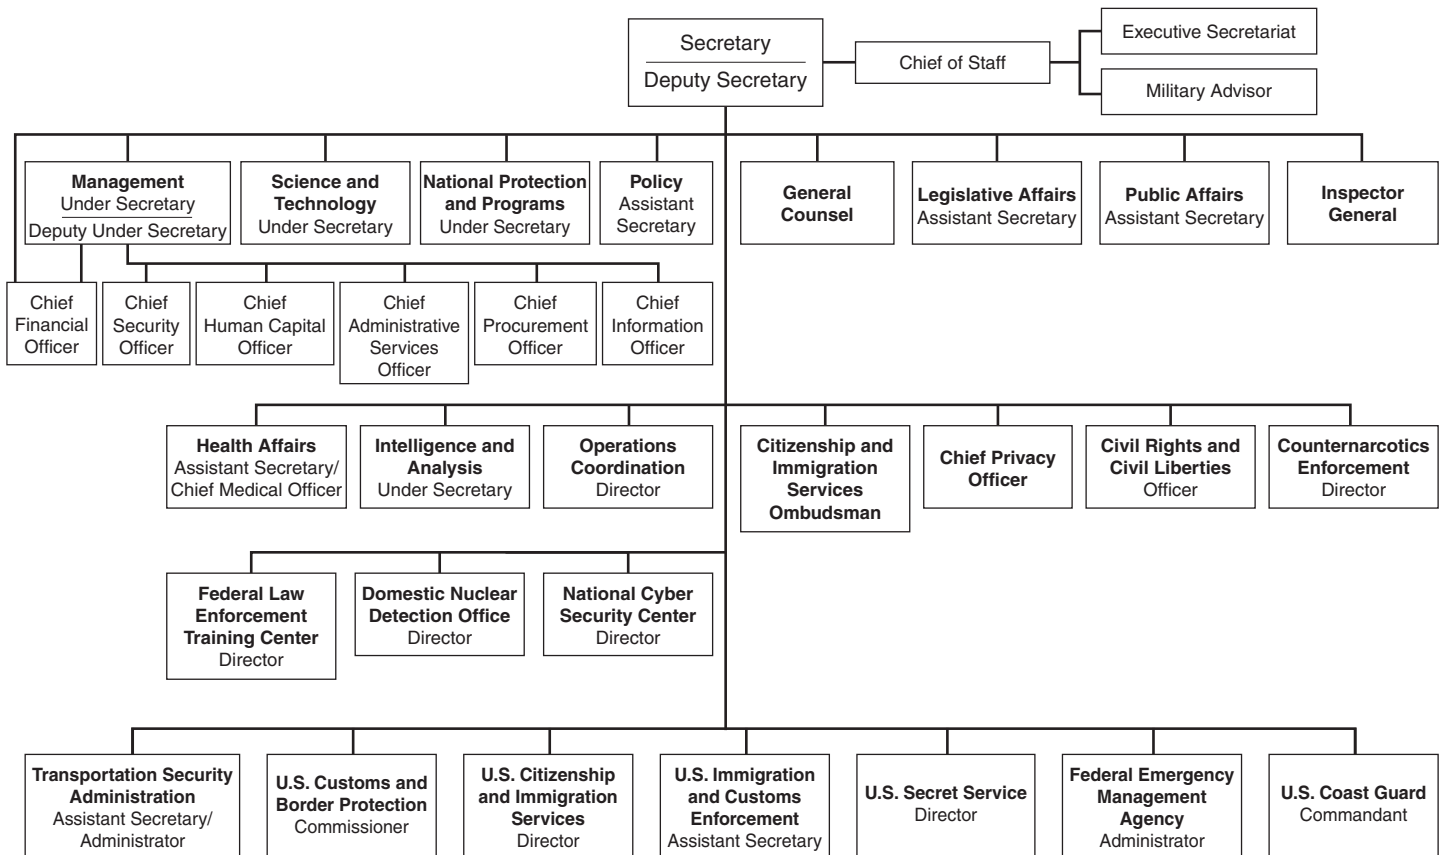 Secretary
Deputy Secretary
Chief of Staff
Executive Secretariat
Military Advisor
Management
Under Secretary
Deputy Under Secretary
Science and
Technology
Under Secretary
National Protection
and Programs
Under Secretary
Policy
Assistant
Secretary
General
Counsel
Legislative Affairs
Assistant Secretary
Public Affairs
Assistant Secretary
Inspector
General
Chief
Financial
Officer
Chief
Security
Officer
Chief
Human Capital
Officer
Chief
Administrative
Services
Officer
Chief
Procurement
Officer
Chief
Information
Officer
Health Affairs
Assistant Secretary/
Chief Medical Officer
Intelligence and
Analysis
Under Secretary
Operations
Coordination
Director
Citizenship and
Immigration
Services
Ombudsman
Chief Privacy
Officer
Civil Rights and
Civil Liberties
Officer
Counternarcotics
Enforcement
Director
Federal Law
Enforcement
Training Center
Director
Domestic Nuclear
Detection Office
Director
National Cyber
Security Center
Director
Transportation Security
Administration
Assistant Secretary/
Administrator
U.S. Customs and
Border Protection
Commissioner
U.S. Citizenship
and Immigration
Services
Director
U.S. Immigration
and Customs
Enforcement
Assistant Secretary
U.S. Secret Service
Director
Federal Emergency
Management
Agency
Administrator
U.S. Coast Guard
Commandant